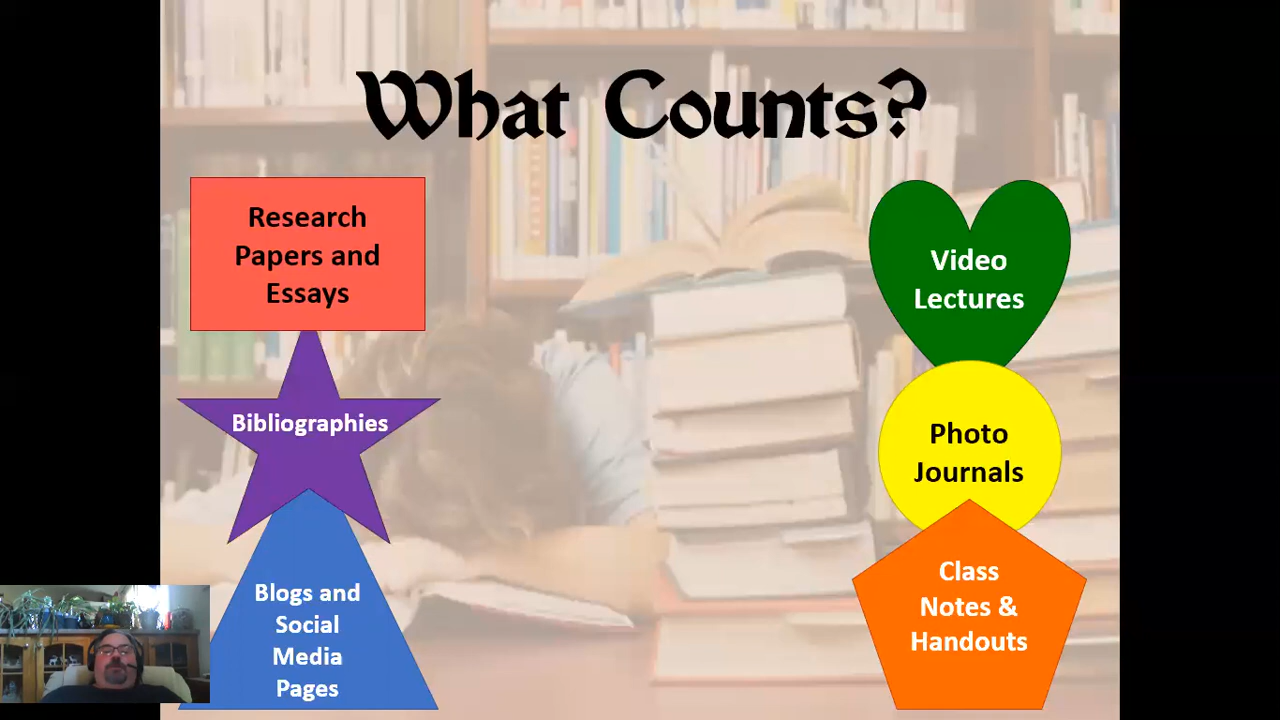 What Counts?
Research
Papers and
Essays
Bibliographies
Blogs and
Social
Media
Pages
Video
Lectures
Photo
Journals
Class
Notes &
Handouts